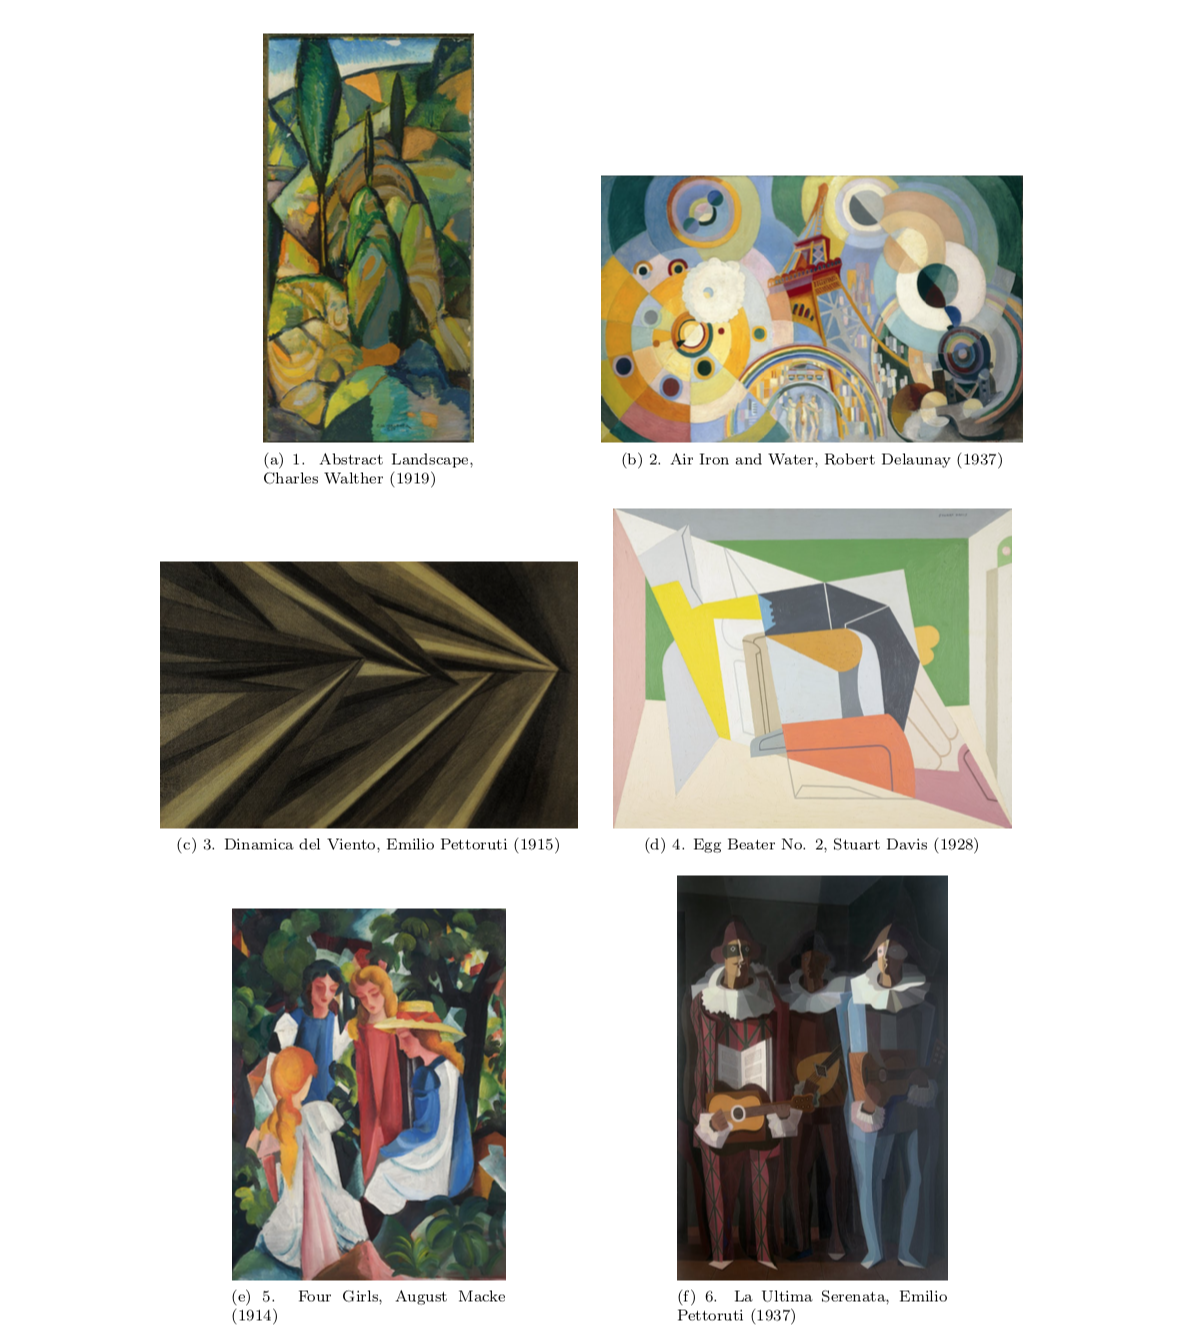 (a) 1. Abstract Landscape,
Charles Walther (1919)
(b) 2. Air Iron and Water, Robert Delaunay (1937)
(c) 3. Dinamica del Viento, Emilio Pettoruti (1915)
(d) 4. Egg Beater No. 2, Stuart Davis (1928)
(e) 5. Four Girls, August Macke
(1914)
(f) 6. La Ultima Serenata, Emilio
Pettoruti (1937)